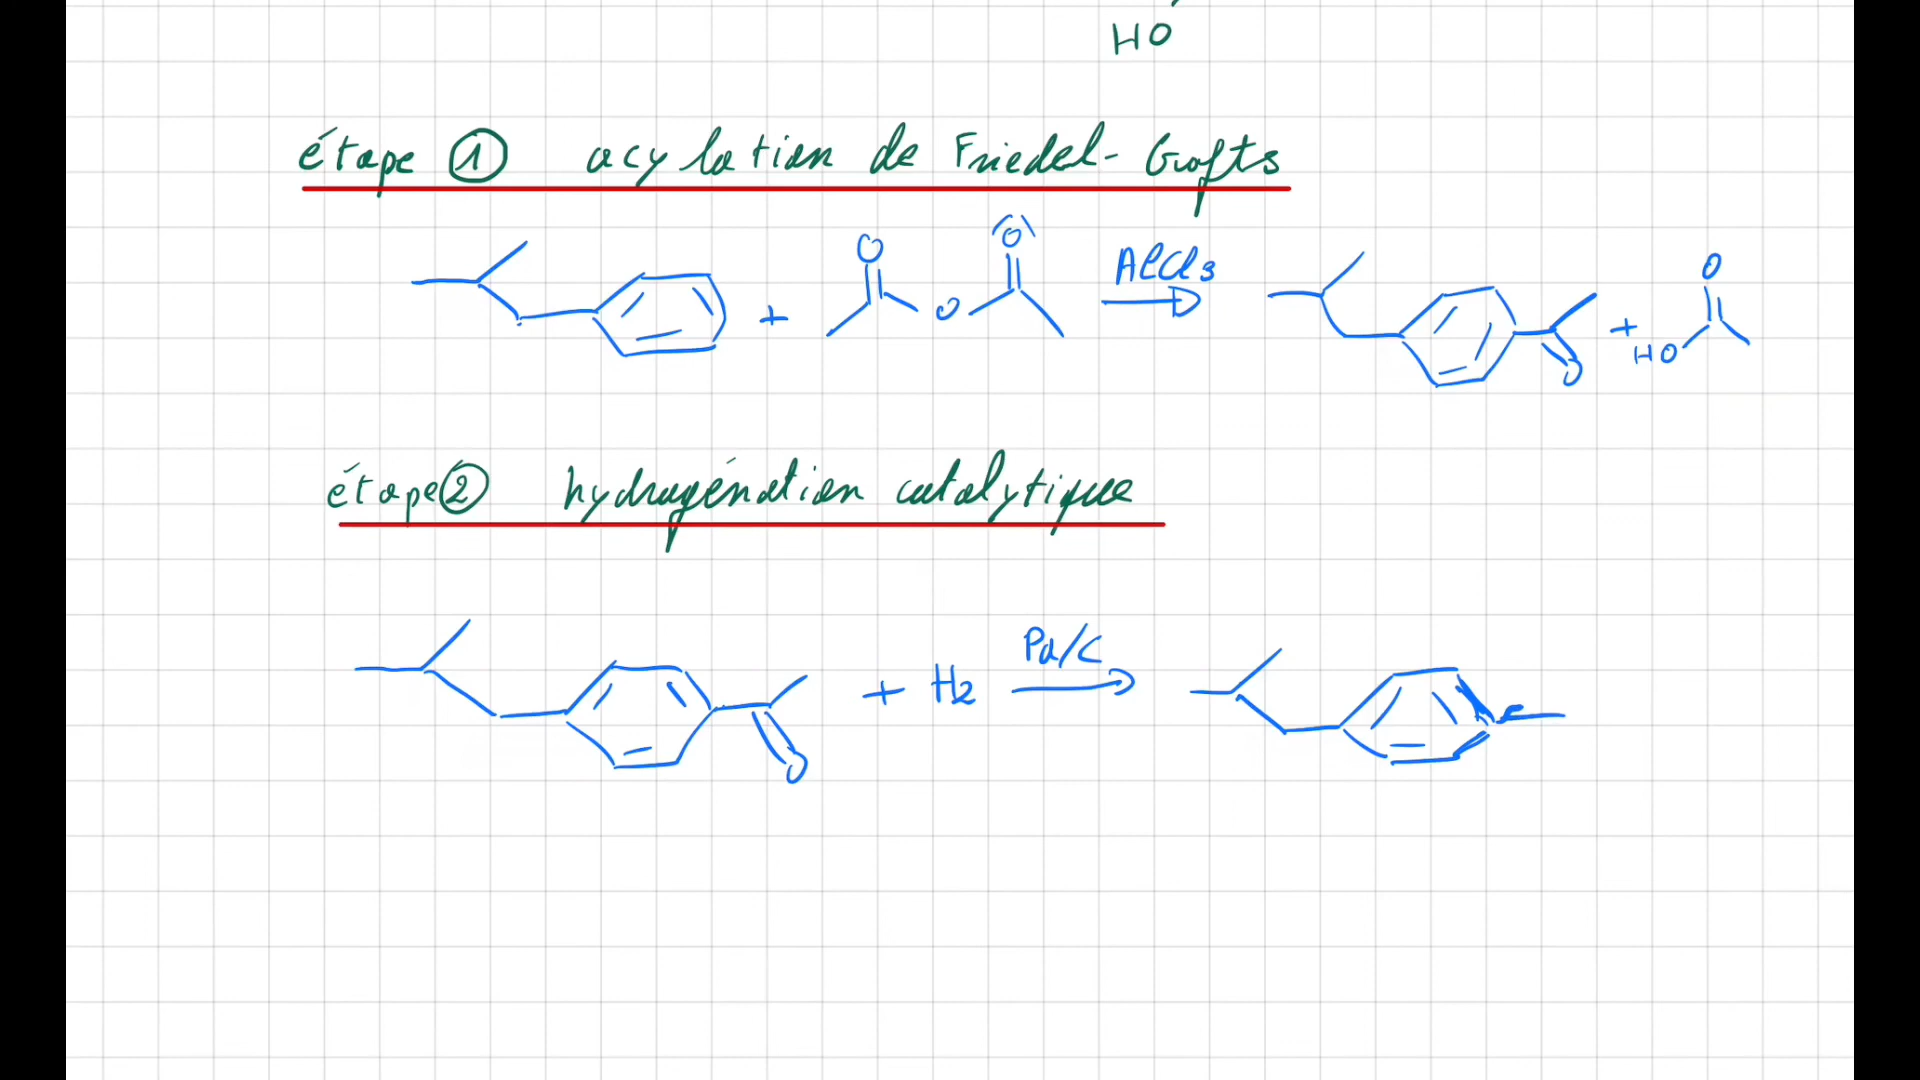 HO
étape ① acylation de Friedel-Crafts
O (O) AlCl3 O
+ O + HO
O
étape ② hydrogénation catalytique
Pd/C
+ H2
O